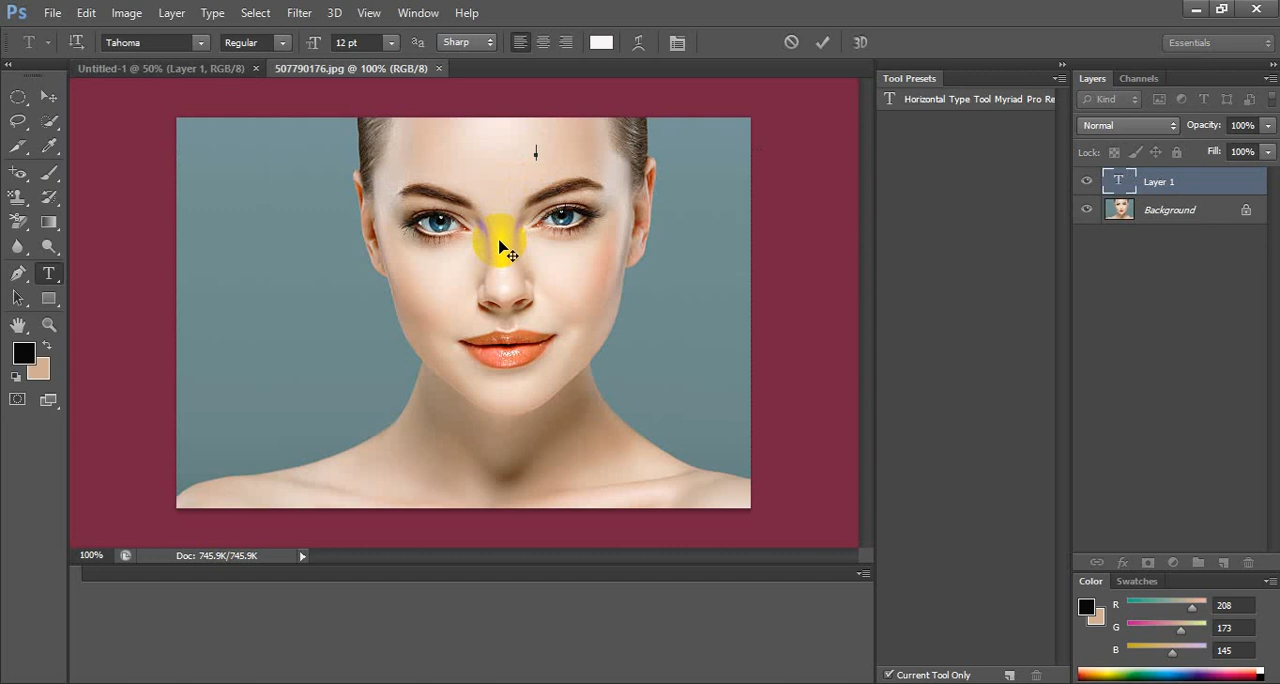 Ps File Edit Image Layer Type Select Filter 3D View Window Help
T Tahoma Regular 12 pt aa Sharp 3D Essentials
Untitled-1 @ 50% (Layer 1, RGB/8) × 507790176.jpg @ 100% (RGB/8) ×
Tool Presets
T Horizontal Type Tool Myriad Pro Re
Layers Channels
Kind
Normal Opacity: 100%
Lock: Fill: 100%
T Layer 1
Background
100% Doc: 745.9K/745.9K
Color Swatches
R 208
G 173
B 145
Current Tool Only